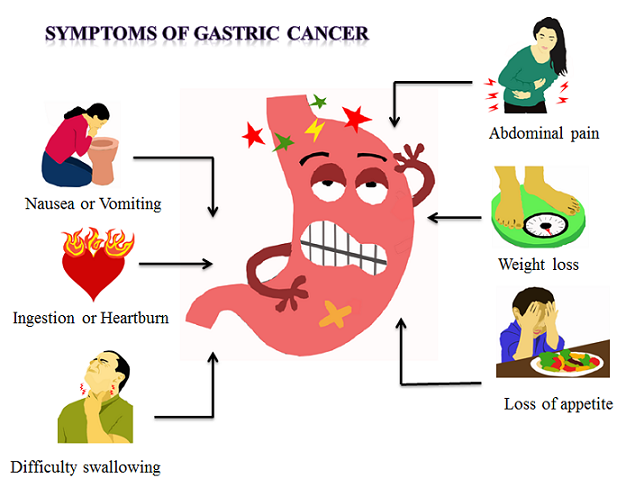 SYMPTOMS OF GASTRIC CANCER
Abdominal pain
Nausea or Vomiting
Weight loss
Ingestion or Heartburn
Loss of appetite
Difficulty swallowing